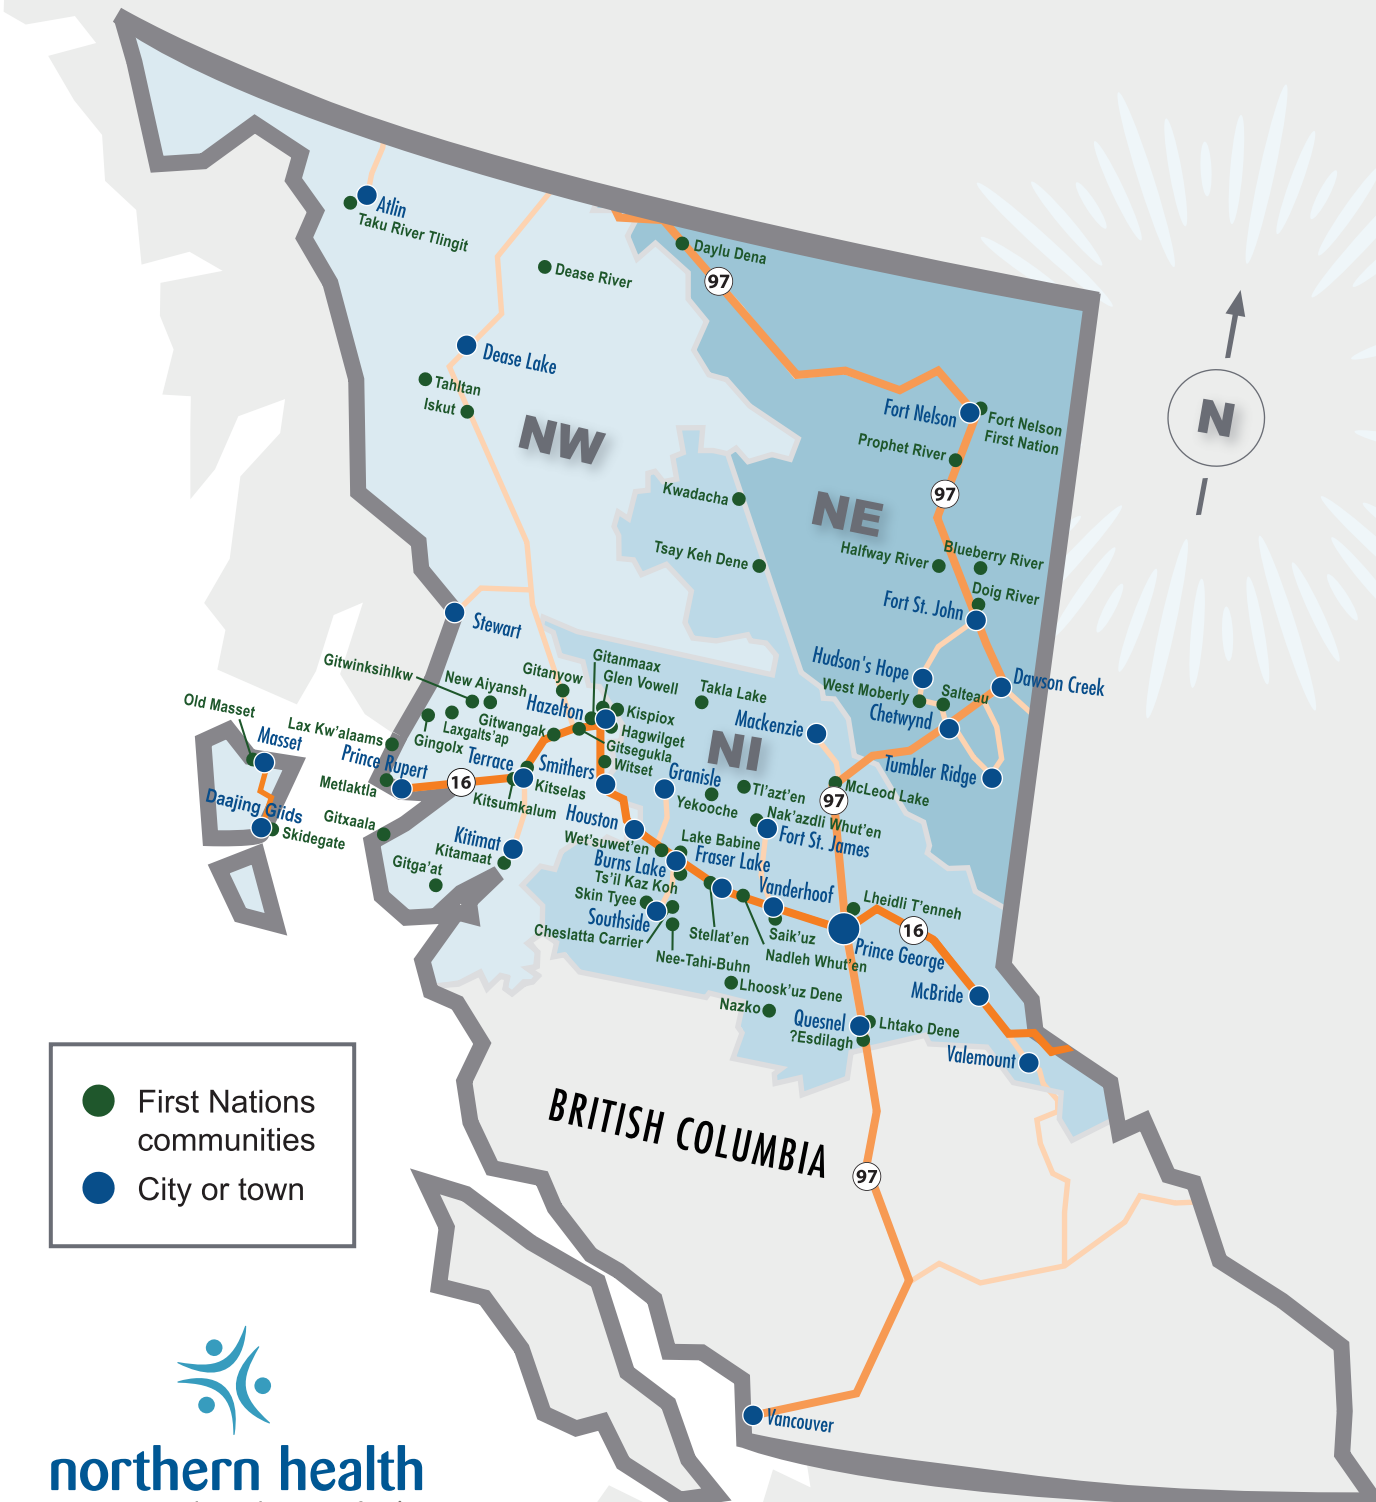 Atlin
Taku River Tlingit
Daylu Dena
97
Dease River
Dease Lake
Tahltan
Iskut
NW
Fort Nelson
Fort Nelson
First Nation
Prophet River
N
Kwadacha
97
NE
Tsay Keh Dene
Halfway River
Blueberry River
Doig River
Fort St. John
Stewart
Hudson's Hope
Dawson Creek
West Moberly
Salteau
Chetwynd
Tumbler Ridge
Gitwinksihlkw
New Aiyansh
Gitanyow
Gitanmaax
Glen Vowell
Takla Lake
Old Masset
Masset
Lax Kw'alaams
Gingolx
Laxgalts'ap
Gitwangak
Hazelton
Kispiox
Hagwilget
Gitsegukla
Witset
Mackenzie
NI
Prince Rupert
Metlaktla
16
Terrace
Smithers
Kitselas
Kitsumkalum
Granisle
Yekooche
Tl'azt'en
McLeod Lake
97
Daajing Giids
Skidegate
Gitxaala
Houston
Nak'azdli Whut'en
Fort St. James
Kitimat
Kitamaat
Gitga'at
Wet'suwet'en
Lake Babine
Burns Lake
Fraser Lake
Ts'il Kaz Koh
Vanderhoof
Skin Tyee
Southside
Cheslatta Carrier
Stellat'en
Saik'uz
Nadleh Whut'en
Nee-Tahi-Buhn
Lheidli T'enneh
16
Prince George
McBride
Lhoosk'uz Dene
Nazko
Quesnel
Lhtako Dene
?Esdilagh
Valemount
BRITISH COLUMBIA
97
Vancouver
First Nations
communities
City or town
northern health